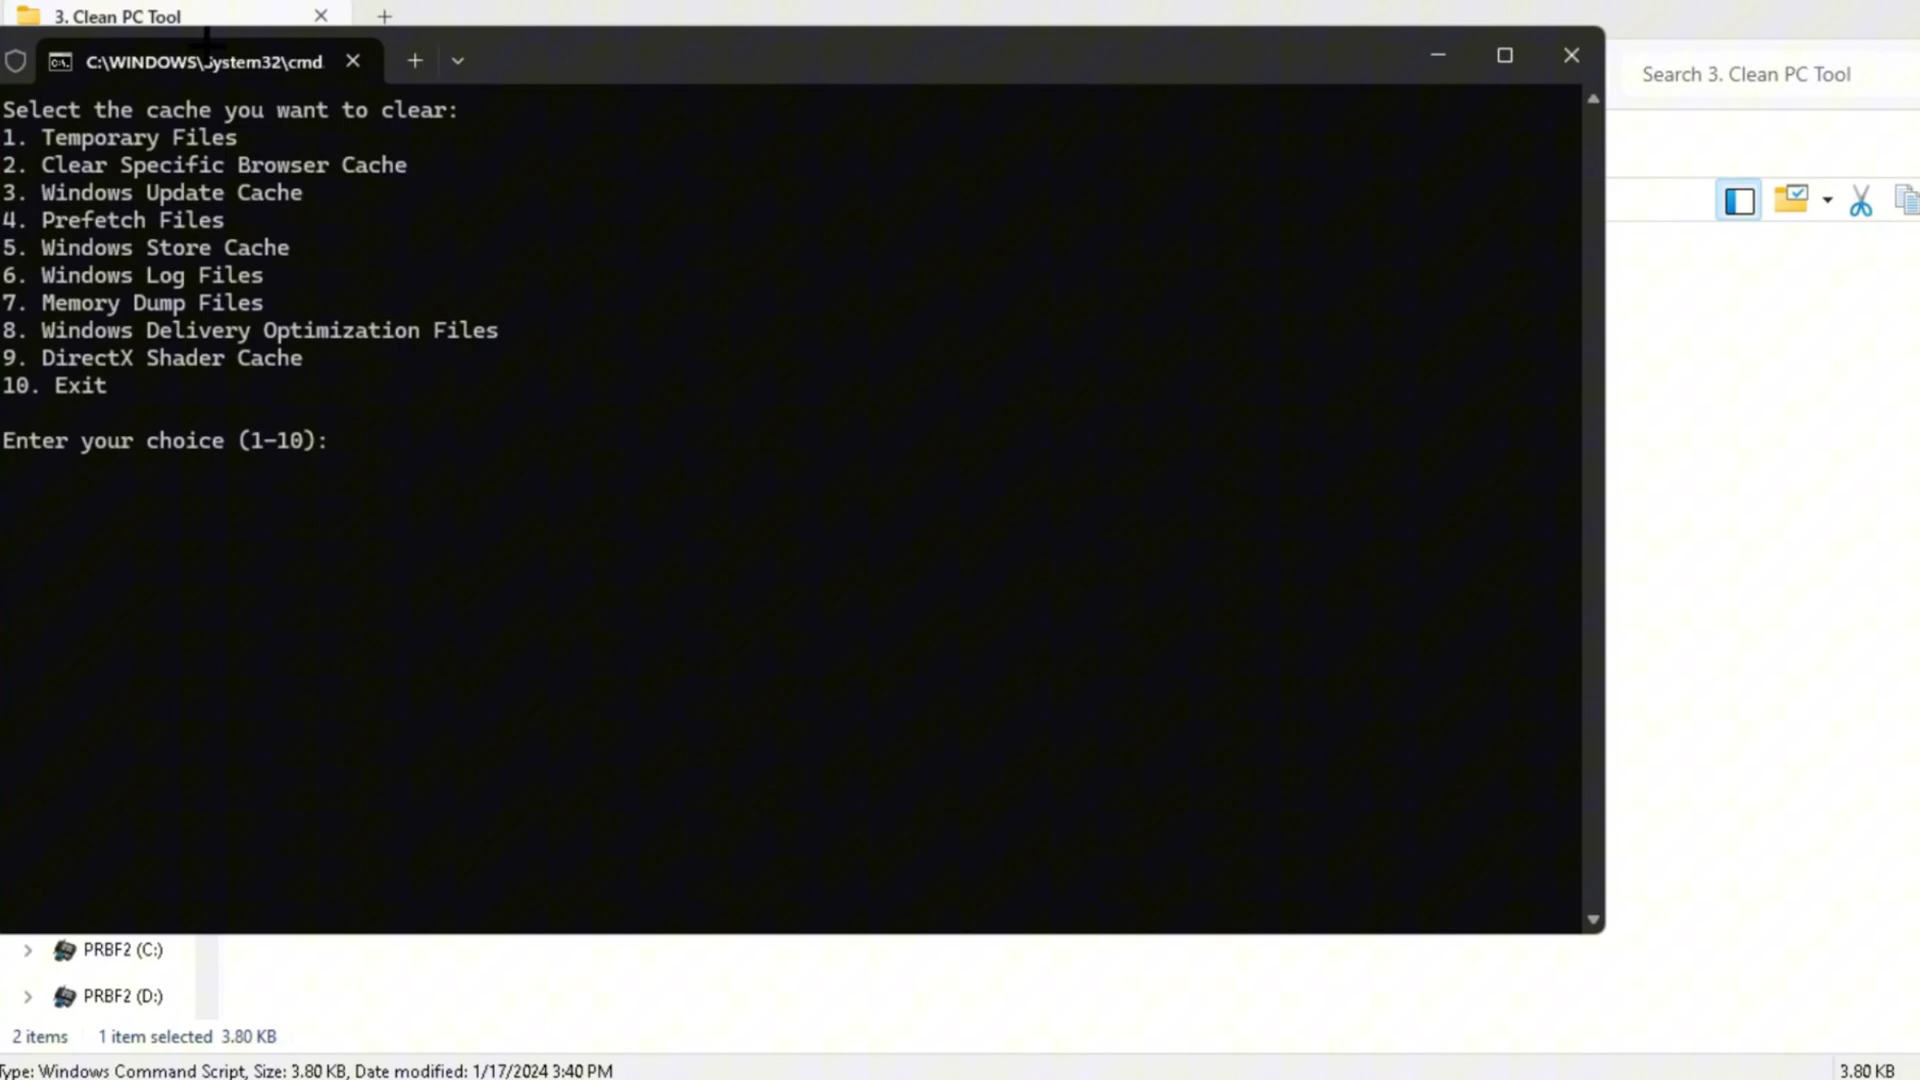 3. Clean PC Tool
C:\WINDOWS\System32\cmd
Search 3. Clean PC Tool
Select the cache you want to clear:
1. Temporary Files
2. Clear Specific Browser Cache
3. Windows Update Cache
4. Prefetch Files
5. Windows Store Cache
6. Windows Log Files
7. Memory Dump Files
8. Windows Delivery Optimization Files
9. DirectX Shader Cache
10. Exit
Enter your choice (1-10):
PRBF2 (C:)
PRBF2 (D:)
2 items 1 item selected 3.80 KB
Type: Windows Command Script, Size: 3.80 KB, Date modified: 1/17/2024 3:40 PM
3.80 KB